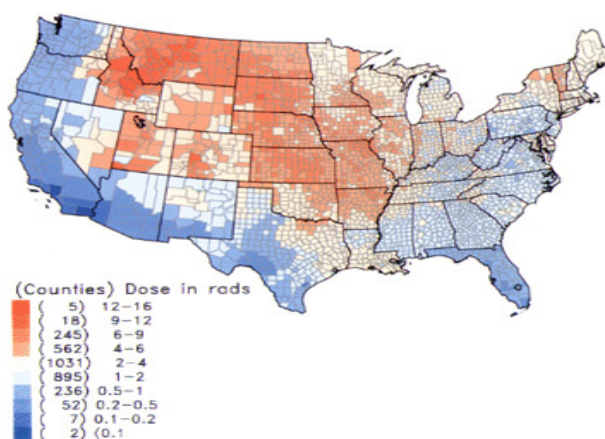 (Counties) Dose in rads
( 5) 12-16
( 18) 9-12
( 245) 6-9
( 562) 4-6
(1031) 2-4
( 895) 1-2
( 236) 0.5-1
( 52) 0.2-0.5
( 7) 0.1-0.2
( 2) (0.1